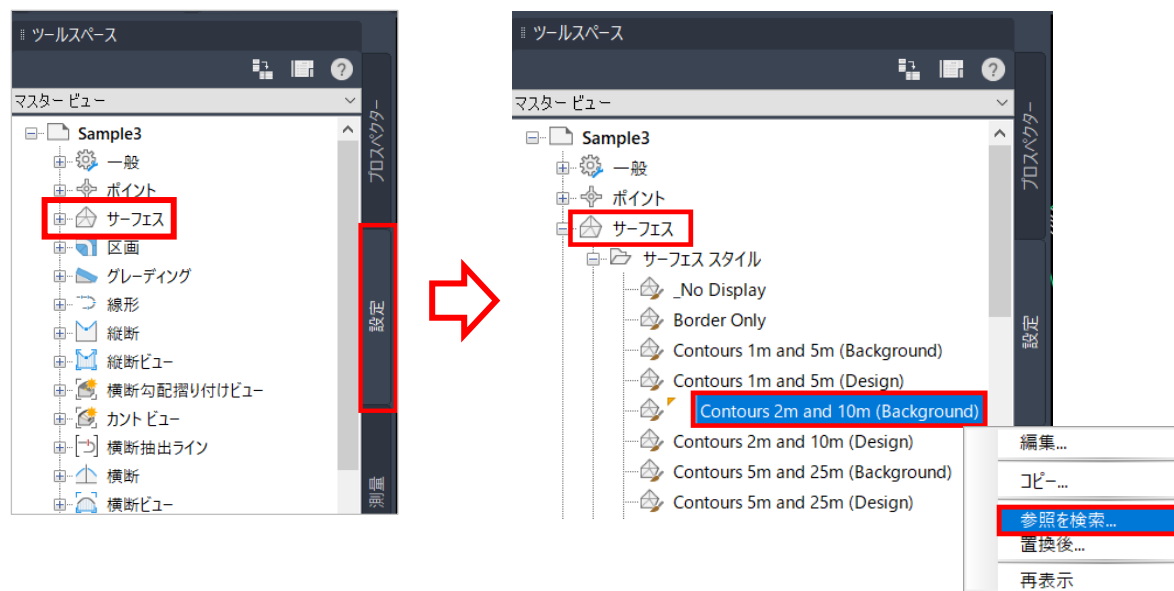 ツールスペース
マスター ビュー
Sample3
一般
ポイント
サーフェス
区画
グレーディング
線形
縦断
縦断ビュー
横断勾配摺り付けビュー
カント ビュー
横断抽出ライン
横断
横断ビュー
プロスペクター
設定
測量
ツールスペース
マスター ビュー
Sample3
一般
ポイント
サーフェス
サーフェス スタイル
_No Display
Border Only
Contours 1m and 5m (Background)
Contours 1m and 5m (Design)
Contours 2m and 10m (Background)
Contours 2m and 10m (Design)
Contours 5m and 25m (Background)
Contours 5m and 25m (Design)
プロスペクター
設定
編集...
コピー...
参照を検索...
置換後...
再表示